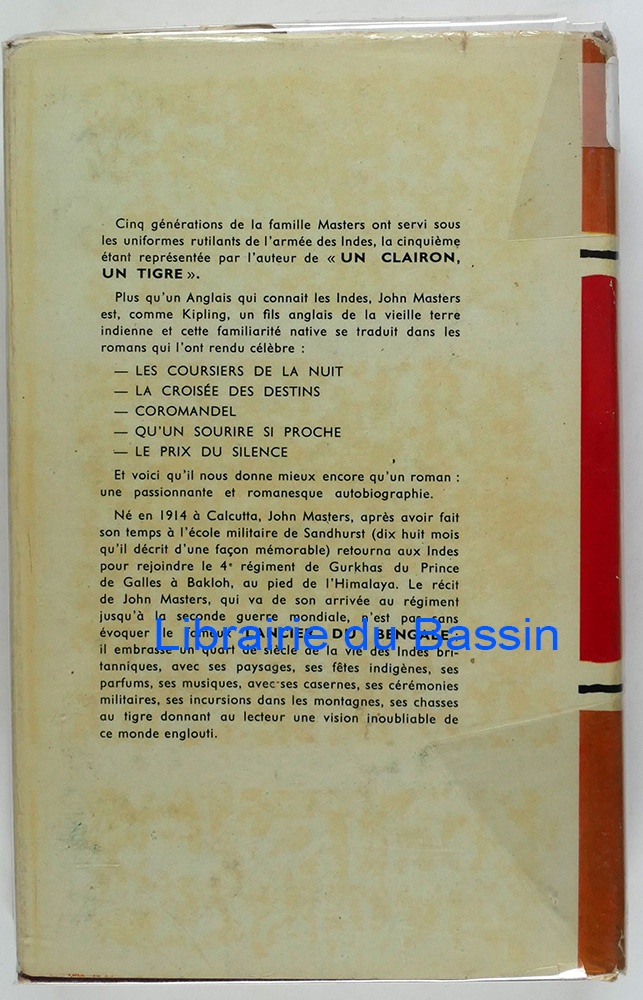 Cinq générations de la famille Masters ont servi sous
les uniformes rutilants de l'armée des Indes, la cinquième
étant représentée par l'auteur de « UN CLAIRON,
UN TIGRE ».
Plus qu'un Anglais qui connait les Indes, John Masters
est, comme Kipling, un fils anglais de la vieille terre
indienne et cette familiarité native se traduit dans les
romans qui l'ont rendu célèbre :
— LES COURSIERS DE LA NUIT
— LA CROISÉE DES DESTINS
— COROMANDEL
— QU'UN SOURIRE SI PROCHE
— LE PRIX DU SILENCE
Et voici qu'il nous donne mieux encore qu'un roman :
une passionnante et romanesque autobiographie.
Né en 1914 à Calcutta, John Masters, après avoir fait
son temps à l'école militaire de Sandhurst (dix huit mois
qu'il décrit d'une façon mémorable) retourna aux Indes
pour rejoindre le 4e régiment de Gurkhas du Prince
de Galles à Bakloh, au pied de l'Himalaya. Le récit
de John Masters, qui va de son arrivée au régiment
jusqu'à la seconde guerre mondiale, n'est pas sans
évoquer le fameux LANCIER DU BENGALE ;
Librairie du Bassin
il embrasse un quart de siècle de la vie des Indes bri-
tanniques, avec ses paysages, ses fêtes indigènes, ses
parfums, ses musiques, avec ses casernes, ses cérémonies
militaires, ses incursions dans les montagnes, ses chasses
au tigre donnant au lecteur une vision inoubliable de
ce monde englouti.